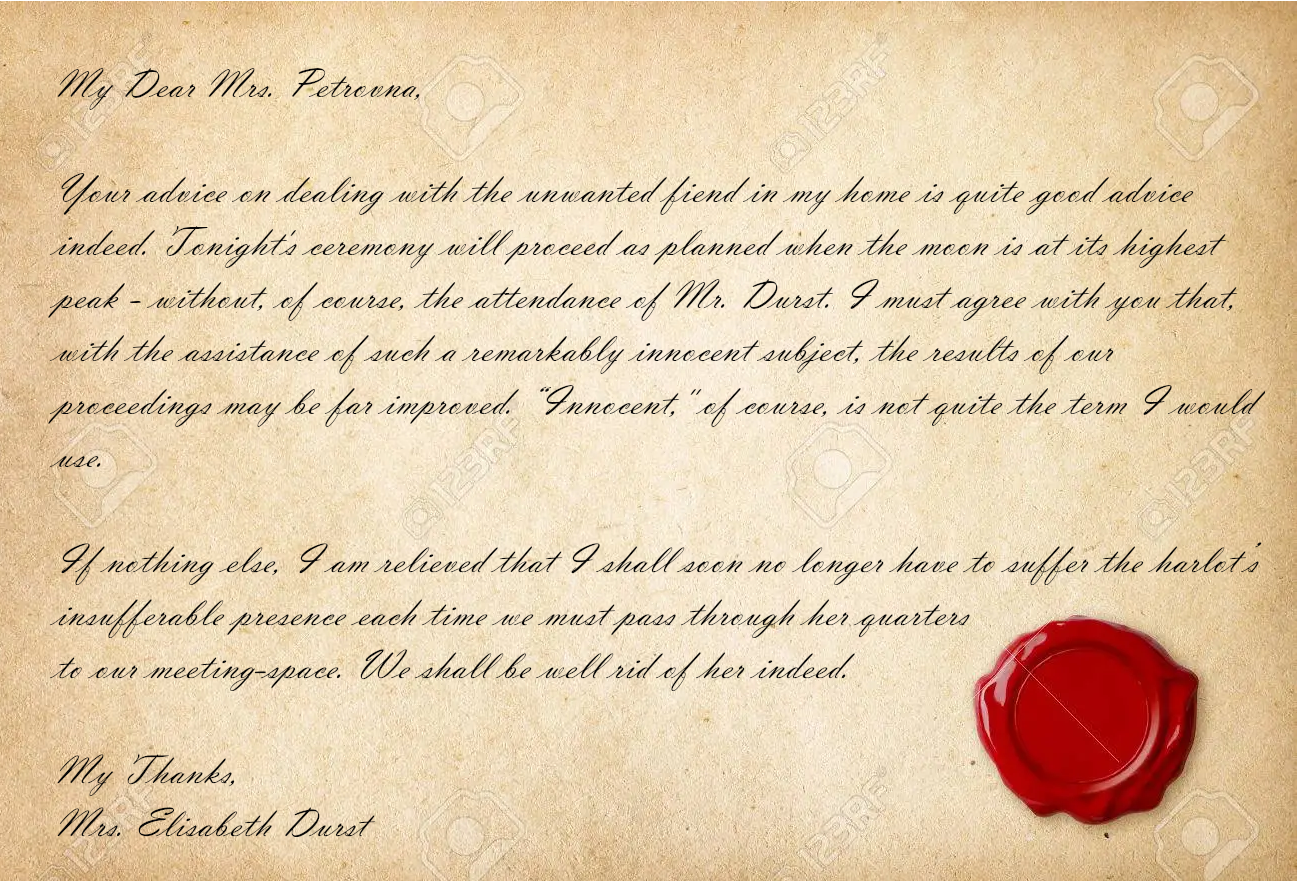 My Dear Mrs. Petrovna,
Your advice on dealing with the unwanted fiend in my home is quite good advice
indeed. Tonight's ceremony will proceed as planned when the moon is at its highest
peak - without, of course, the attendance of Mr. Durst. I must agree with you that,
with the assistance of such a remarkably innocent subject, the results of our
proceedings may be far improved. "Innocent," of course, is not quite the term I would
use.
If nothing else, I am relieved that I shall soon no longer have to suffer the harlot's
insufferable presence each time we must pass through her quarters
to our meeting-space. We shall be well rid of her indeed.
My Thanks,
Mrs. Elisabeth Durst
123RF
123RF
123RF
123RF
123RF
123RF
123RF